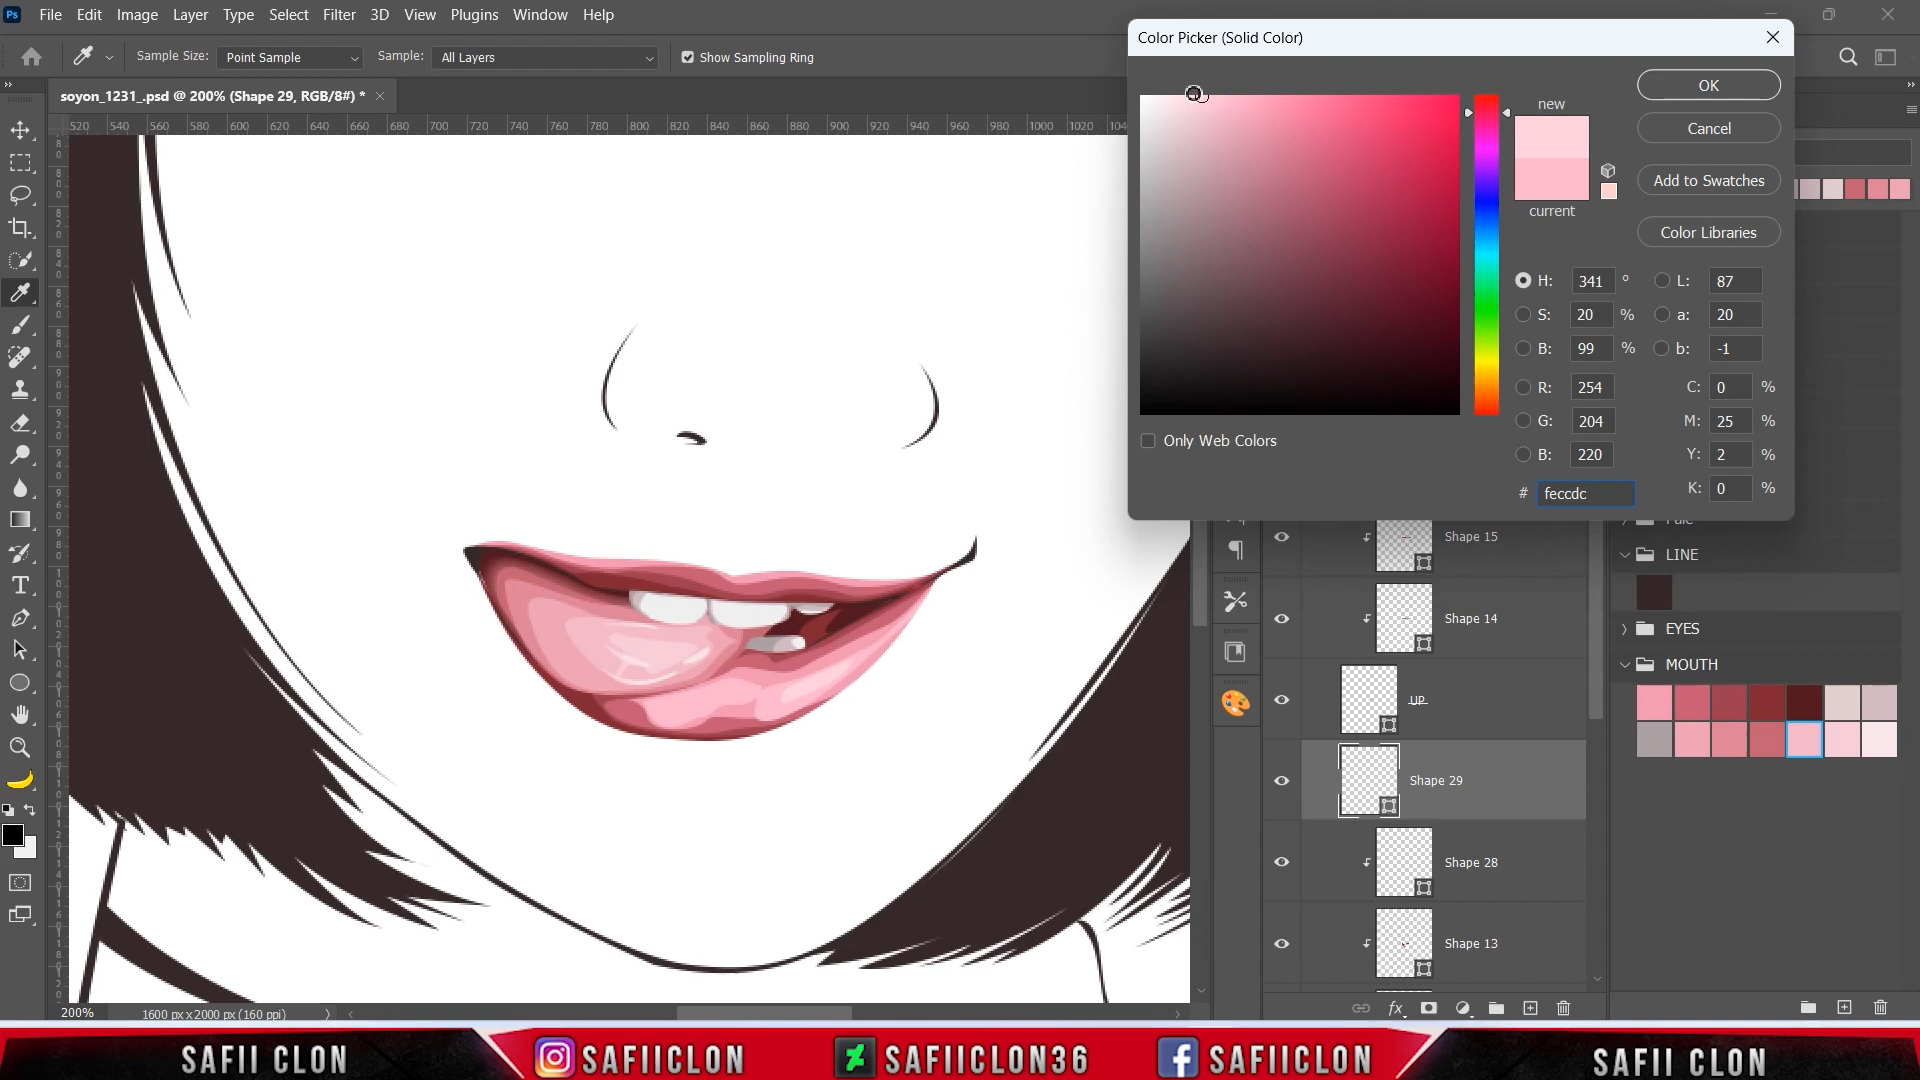 Ps File Edit Image Layer Type Select Filter 3D View Plugins Window Help
Sample Size: Point Sample Sample: All Layers Show Sampling Ring
soyon_1231_.psd @ 200% (Shape 29, RGB/8#) *
520 540 560 580 600 620 640 660 680 700 720 740 760 780 800 820 840 860 880 900 920 940 960 980 1000 1020
Color Picker (Solid Color)
new
current
OK
Cancel
Add to Swatches
Color Libraries
H: 341 ° L: 87
S: 20 % a: 20
B: 99 % b: -1
R: 254 C: 0 %
G: 204 M: 25 %
B: 220 Y: 2 %
# feccdc K: 0 %
Only Web Colors
Shape 15
Shape 14
UP
Shape 29
Shape 28
Shape 13
LINE
EYES
MOUTH
200% 1600 px x 2000 px (160 ppi)
SAFII CLON SAFIICLON SAFIICLON36 SAFIICLON SAFII CLON